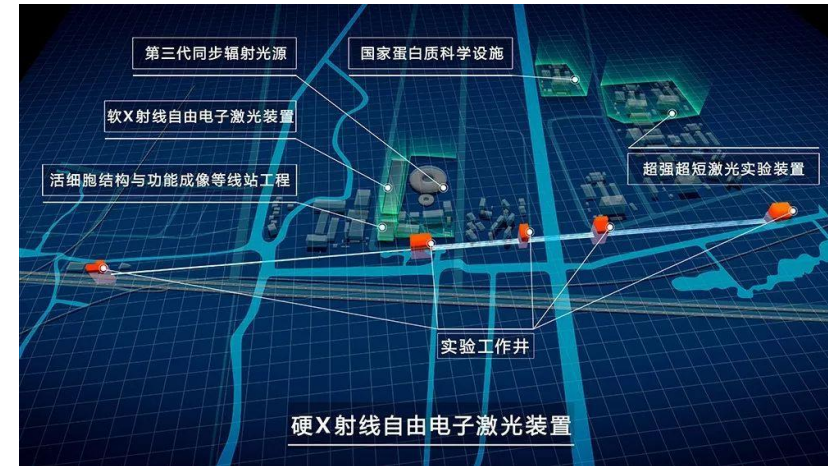 第三代同步辐射光源
国家蛋白质科学设施
软X射线自由电子激光装置
超强超短激光实验装置
活细胞结构与功能成像等线站工程
实验工作井
硬X射线自由电子激光装置